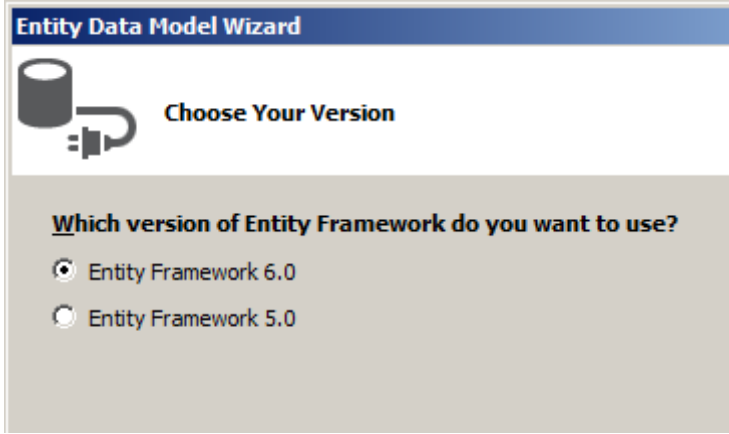 Entity Data Model Wizard
Choose Your Version
Which version of Entity Framework do you want to use?
Entity Framework 6.0
Entity Framework 5.0